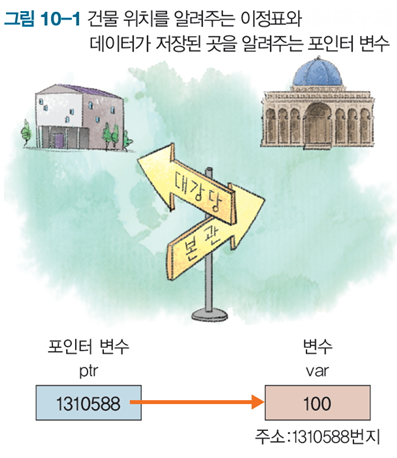 그림 10-1 건물 위치를 알려주는 이정표와
데이터가 저장된 곳을 알려주는 포인터 변수
대강당
본관
포인터 변수
ptr
1310588
변수
var
100
주소:1310588번지